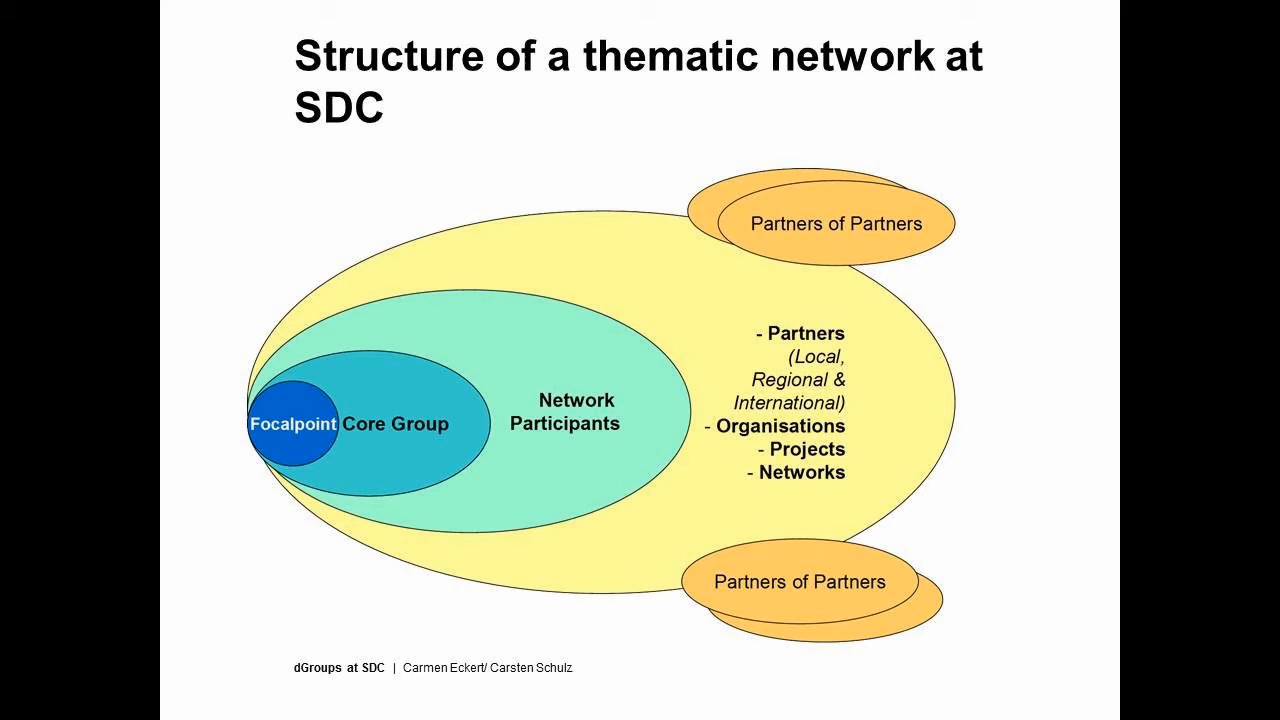 Structure of a thematic network at
SDC
Partners of Partners
- Partners
(Local,
Regional &
International)
- Organisations
- Projects
- Networks
Network
Participants
Focalpoint
Core Group
Partners of Partners
dGroups at SDC | Carmen Eckert/ Carsten Schulz